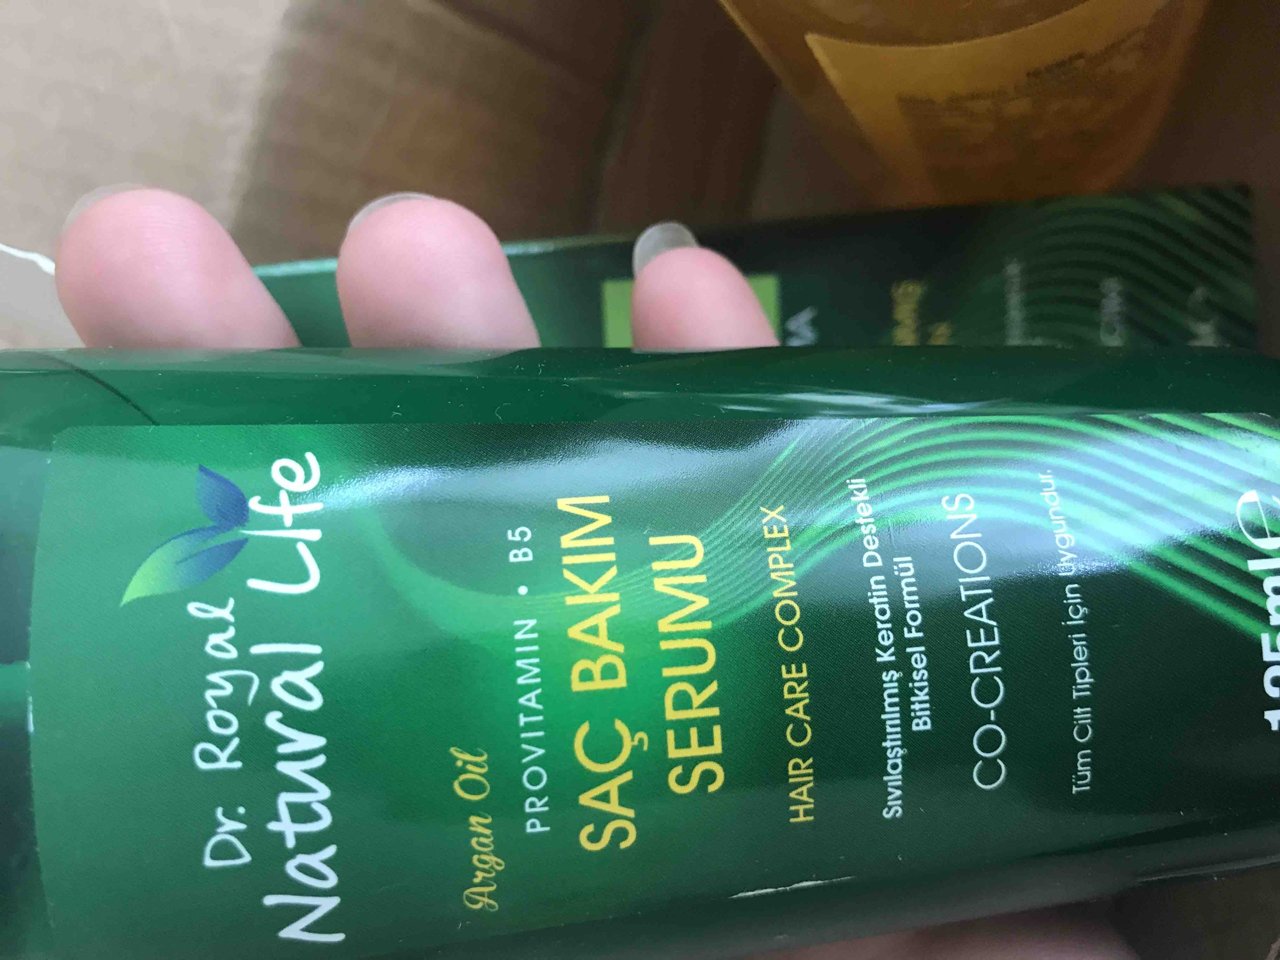 Dr. Royal
Natural LIfe
Argan Oil
PROVITAMIN • B5
SAÇ BAKIM
SERUMU
HAIR CARE COMPLEX
Sıvılaştırılmış Keratin Destekli
Bitkisel Formül
CO-CREATIONS
Tüm Cilt Tipleri İçin Uygundur.
125ml e